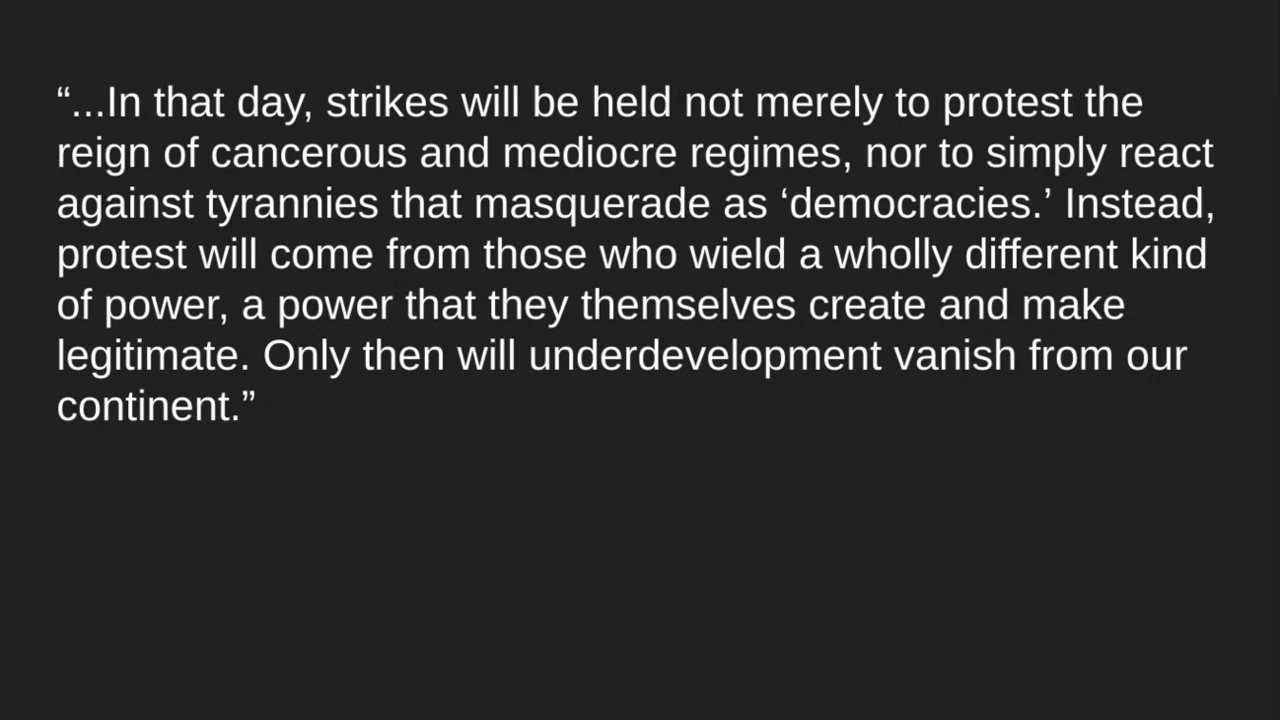 “...In that day, strikes will be held not merely to protest the
reign of cancerous and mediocre regimes, nor to simply react
against tyrannies that masquerade as ‘democracies.’ Instead,
protest will come from those who wield a wholly different kind
of power, a power that they themselves create and make
legitimate. Only then will underdevelopment vanish from our
continent.”